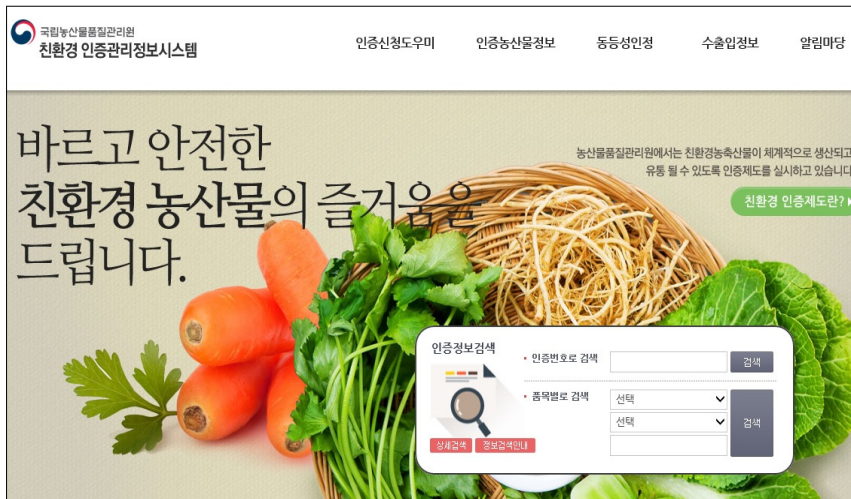 국립농산물품질관리원
친환경 인증관리정보시스템
인증신청도우미 인증농산물정보 동등성인정 수출입정보 알림마당
바르고 안전한
친환경 농산물의 즐거움을
드립니다.
농산물품질관리원에서는 친환경농축산물이 체계적으로 생산되고
유통 될 수 있도록 인증제도를 실시하고 있습니다
친환경 인증제도란?
인증정보검색
인증번호로 검색 검색
품목별로 검색 선택
선택 검색
상세검색 정보검색안내